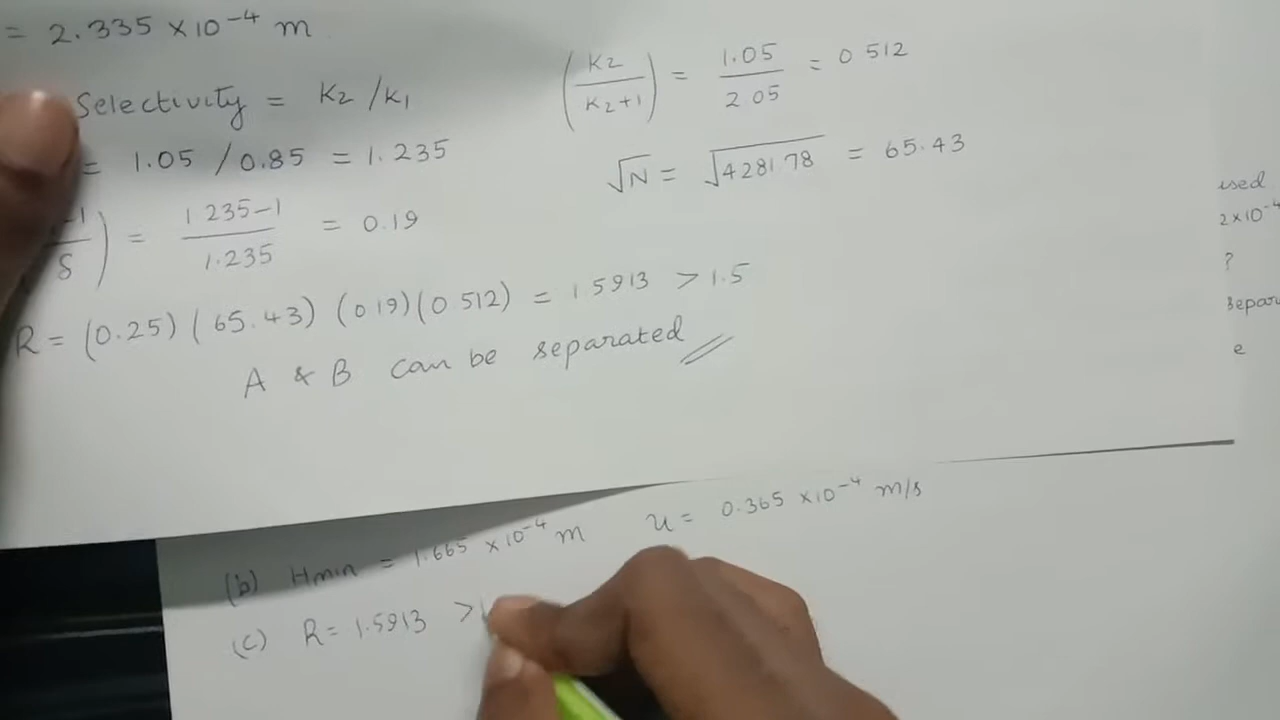 = 2.335 ×10⁻⁴ m
Selectivity = K2 / K1
= 1.05 / 0.85 = 1.235
-1 / S ) = 1 235-1 / 1.235 = 0.19
(K2 / K2+1) = 1.05 / 2 05 = 0 512
√N = √4281 78 = 65.43
R = (0.25) (65.43) (0 19) (0 512) = 1 5913 > 1.5
A & B can be separated
used
2×10⁻⁴
?
separ
e
(b) Hmin = 1.665 ×10⁻⁴ m u = 0.365 ×10⁻⁴ m/s
(c) R = 1.5913 >